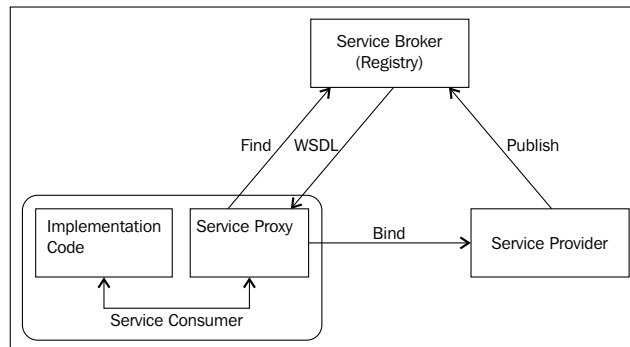 Service Broker
(Registry)
Find
WSDL
Publish
Implementation
Code
Service Proxy
Bind
Service Provider
Service Consumer